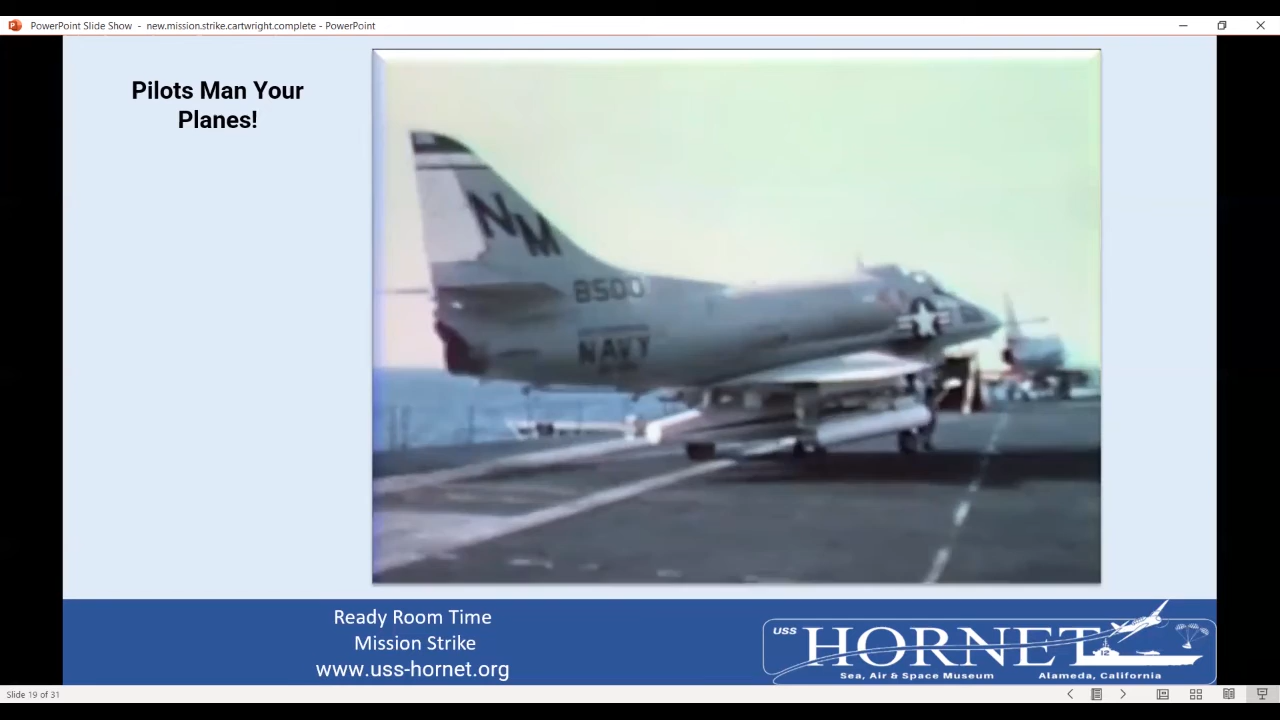 PowerPoint Slide Show - new.mission.strike.cartwright.complete - PowerPoint
Pilots Man Your
Planes!
NM
8500
NAVY
Ready Room Time
Mission Strike
www.uss-hornet.org
USS
HORNET
Sea, Air & Space Museum
Alameda, California
Slide 19 of 31